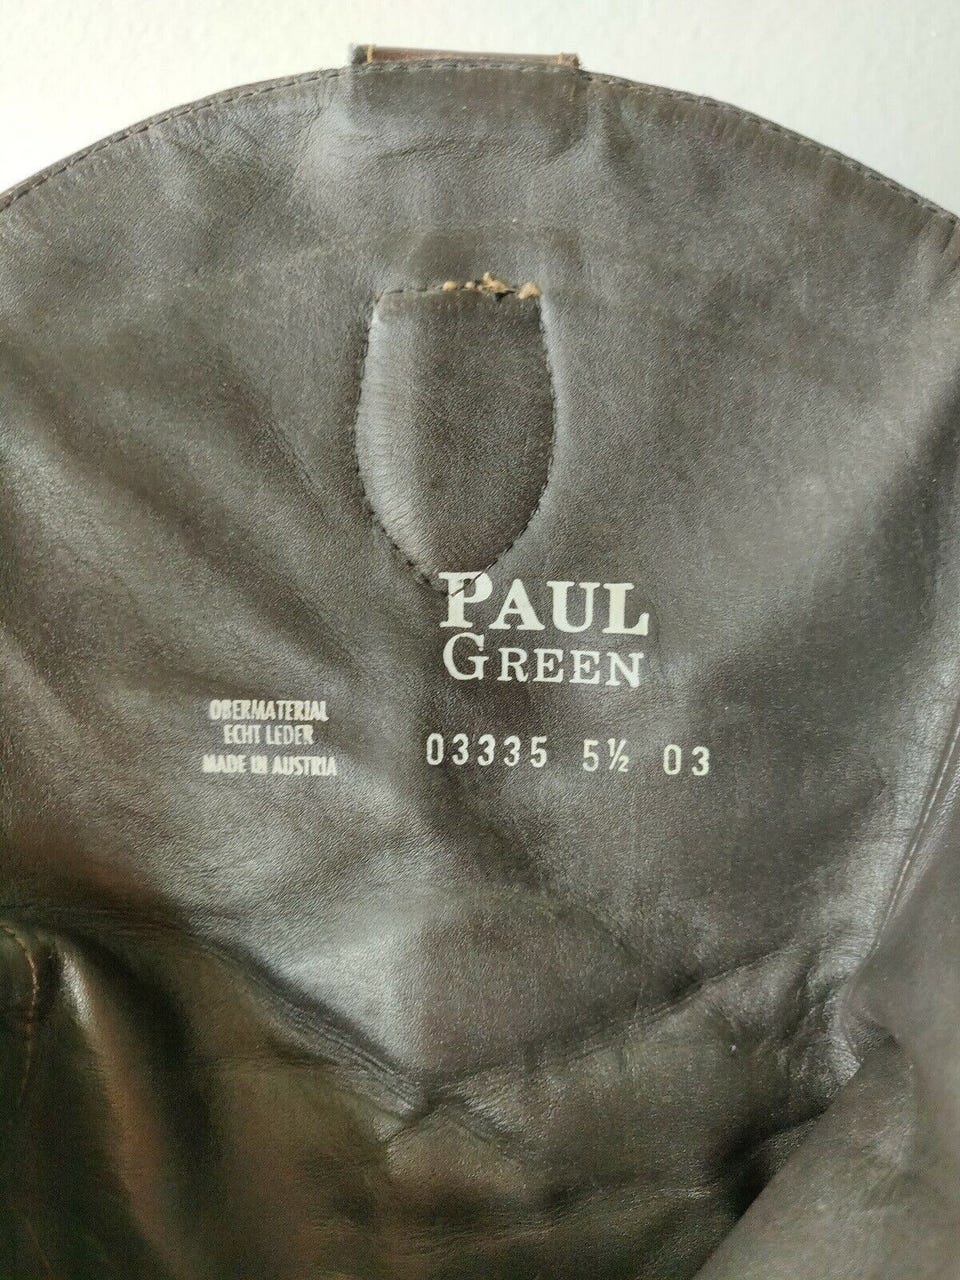 PAUL
GREEN
OBERMATERIAL
ECHT LEDER
MADE IN AUSTRIA
03335 5½ 03